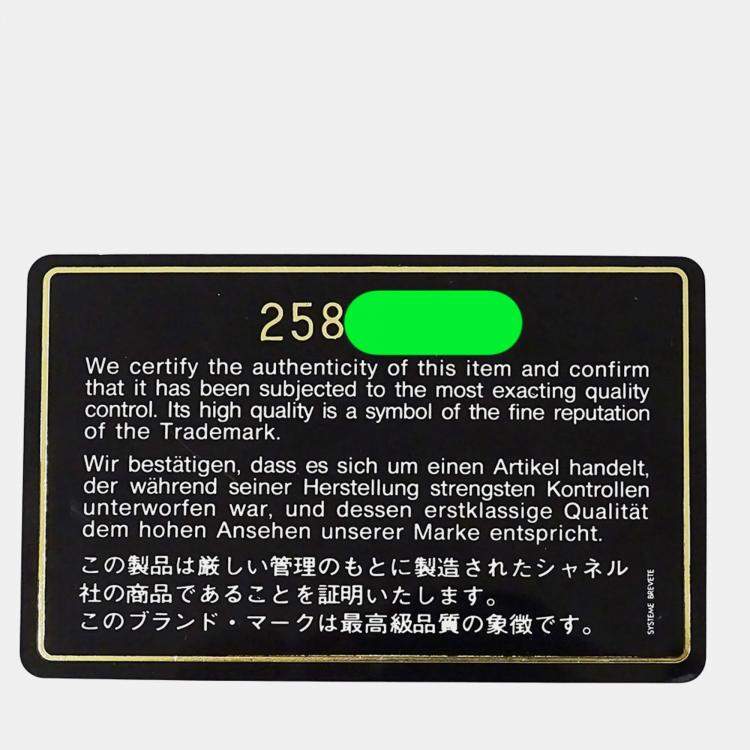 258
We certify the authenticity of this item and confirm
that it has been subjected to the most exacting quality
control. Its high quality is a symbol of the fine reputation
of the Trademark.
Wir bestätigen, dass es sich um einen Artikel handelt,
der während seiner Herstellung strengsten Kontrollen
unterworfen war, und dessen erstklassige Qualität
dem hohen Ansehen unserer Marke entspricht.
この製品は厳しい管理のもとに製造されたシャネル
社の商品であることを証明いたします。
このブランド・マークは最高級品質の象徴です。
SYSTEME BREVETE